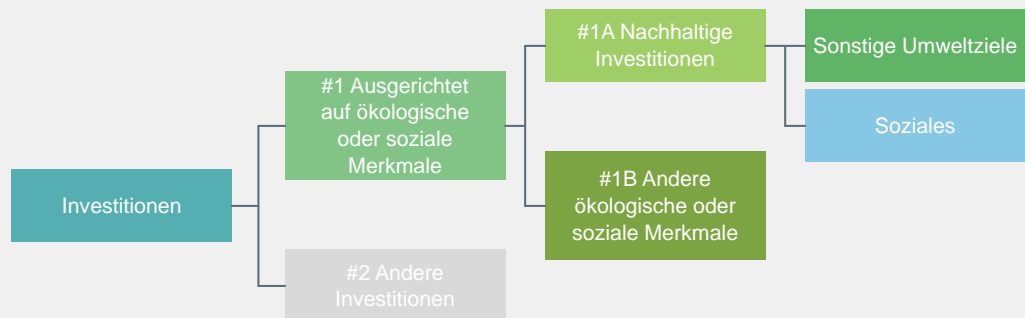 Investitionen
#1 Ausgerichtet
auf ökologische
oder soziale
Merkmale
#2 Andere
Investitionen
#1A Nachhaltige
Investitionen
#1B Andere
ökologische oder
soziale Merkmale
Sonstige Umweltziele
Soziales